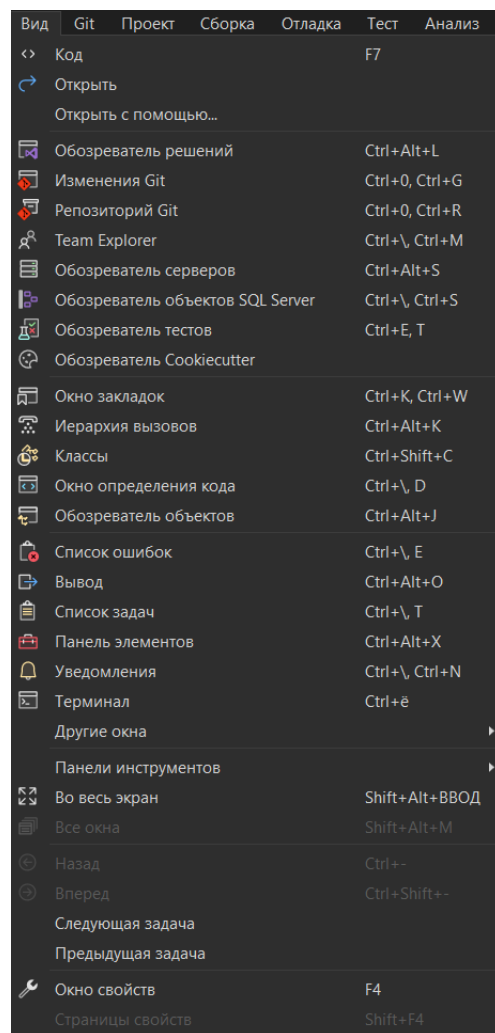 Вид Git Проект Сборка Отладка Тест Анализ
Код F7
Открыть
Открыть с помощью...
Обозреватель решений Ctrl+Alt+L
Изменения Git Ctrl+0, Ctrl+G
Репозиторий Git Ctrl+0, Ctrl+R
Team Explorer Ctrl+\, Ctrl+M
Обозреватель серверов Ctrl+Alt+S
Обозреватель объектов SQL Server Ctrl+\, Ctrl+S
Обозреватель тестов Ctrl+E, T
Обозреватель Cookiecutter
Окно закладок Ctrl+K, Ctrl+W
Иерархия вызовов Ctrl+Alt+K
Классы Ctrl+Shift+C
Окно определения кода Ctrl+\, D
Обозреватель объектов Ctrl+Alt+J
Список ошибок Ctrl+\, E
Вывод Ctrl+Alt+O
Список задач Ctrl+\, T
Панель элементов Ctrl+Alt+X
Уведомления Ctrl+\, Ctrl+N
Терминал Ctrl+ё
Другие окна
Панели инструментов
Во весь экран Shift+Alt+ВВОД
Все окна Shift+Alt+M
Назад Ctrl+-
Вперед Ctrl+Shift+-
Следующая задача
Предыдущая задача
Окно свойств F4
Страницы свойств Shift+F4